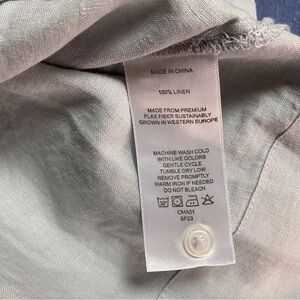 MADE IN CHINA
100% LINEN
MADE FROM PREMIUM
FLAX FIBER SUSTAINABLY
GROWN IN WESTERN EUROPE
MACHINE WASH COLD
WITH LIKE COLORS
GENTLE CYCLE
TUMBLE DRY LOW
REMOVE PROMPTLY
WARM IRON IF NEEDED
DO NOT BLEACH
30°
CMA01
SP23